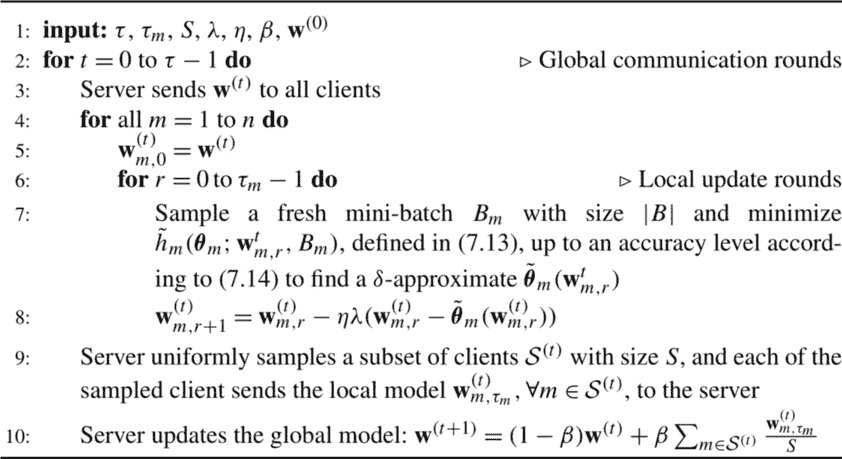 1: input: τ, τ_m, S, λ, η, β, w^(0)
2: for t = 0 to τ − 1 do ▷ Global communication rounds
3: Server sends w^(t) to all clients
4: for all m = 1 to n do
5: w_{m,0}^{(t)} = w^(t)
6: for r = 0 to τ_m − 1 do ▷ Local update rounds
7: Sample a fresh mini-batch B_m with size |B| and minimize
h̃_m(θ_m; w_{m,r}^t, B_m), defined in (7.13), up to an accuracy level accord-
ing to (7.14) to find a δ-approximate θ̃_m(w_{m,r}^t)
8: w_{m,r+1}^{(t)} = w_{m,r}^{(t)} − ηλ(w_{m,r}^{(t)} − θ̃_m(w_{m,r}^{(t)}))
9: Server uniformly samples a subset of clients 𝒮^(t) with size S, and each of the
sampled client sends the local model w_{m,τ_m}^{(t)}, ∀m ∈ 𝒮^(t), to the server
10: Server updates the global model: w^(t+1) = (1 − β)w^(t) + β ∑_{m∈𝒮^(t)} w_{m,τ_m}^{(t)} / S